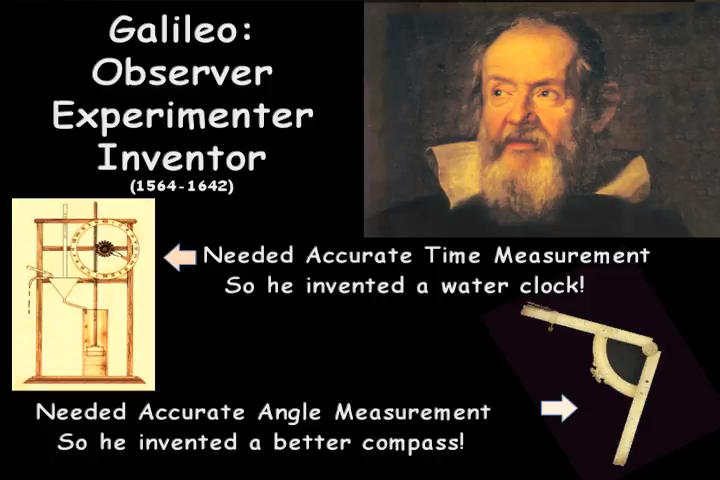 Galileo:
Observer
Experimenter
Inventor
(1564-1642)
Needed Accurate Time Measurement
So he invented a water clock!
Needed Accurate Angle Measurement
So he invented a better compass!